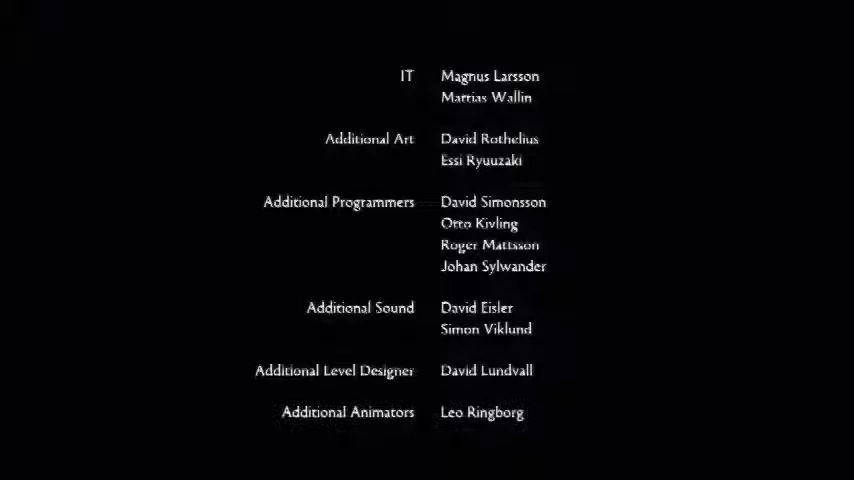 IT Magnus Larsson
Mattias Wallin
Additional Art David Rothelius
Essi Ryuuzaki
Additional Programmers David Simonsson
Otto Kivling
Roger Mattsson
Johan Sylwander
Additional Sound David Eisler
Simon Viklund
Additional Level Designer David Lundvall
Additional Animators Leo Ringborg